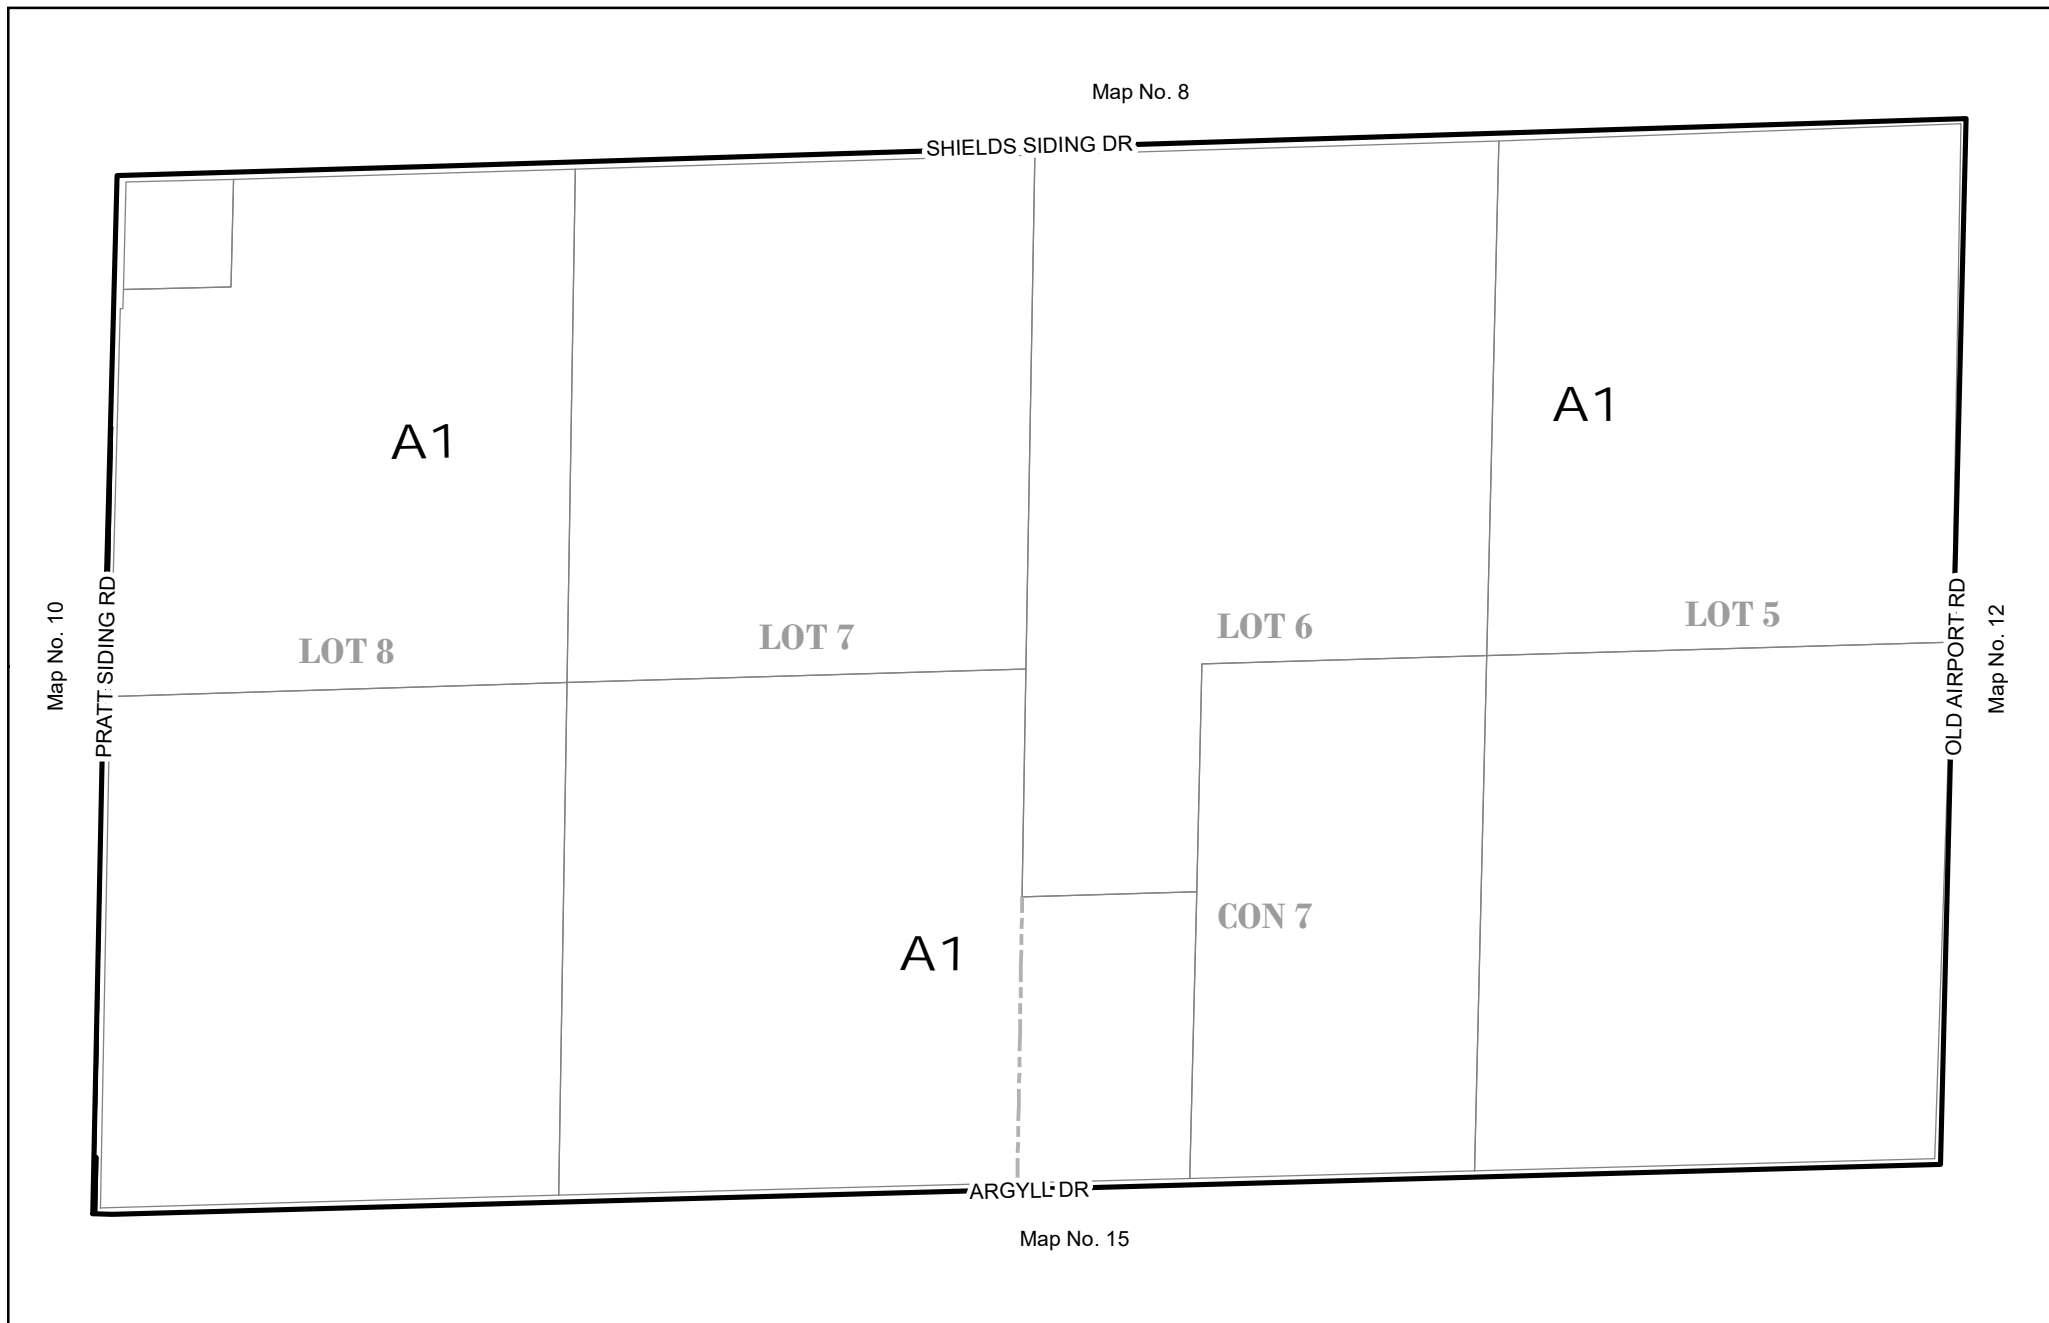 Map No. 8
SHIELDS SIDING DR
A1
A1
Map No. 10
PRATT SIDING RD
LOT 8
LOT 7
LOT 6
LOT 5
OLD AIRPORT RD
Map No. 12
CON 7
A1
ARGYLL DR
Map No. 15